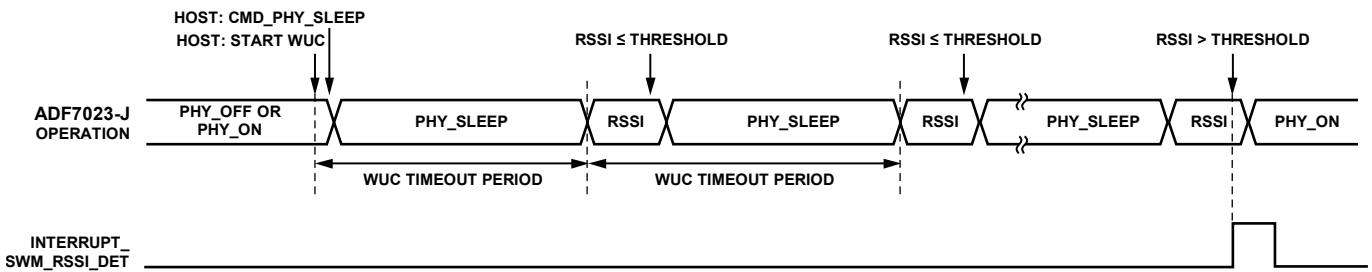 HOST: CMD_PHY_SLEEP
HOST: START WUC
RSSI ≤ THRESHOLD
RSSI ≤ THRESHOLD
RSSI > THRESHOLD
ADF7023-J
OPERATION
PHY_OFF OR
PHY_ON
PHY_SLEEP
RSSI
PHY_SLEEP
RSSI
PHY_SLEEP
RSSI
PHY_ON
WUC TIMEOUT PERIOD
WUC TIMEOUT PERIOD
INTERRUPT_
SWM_RSSI_DET